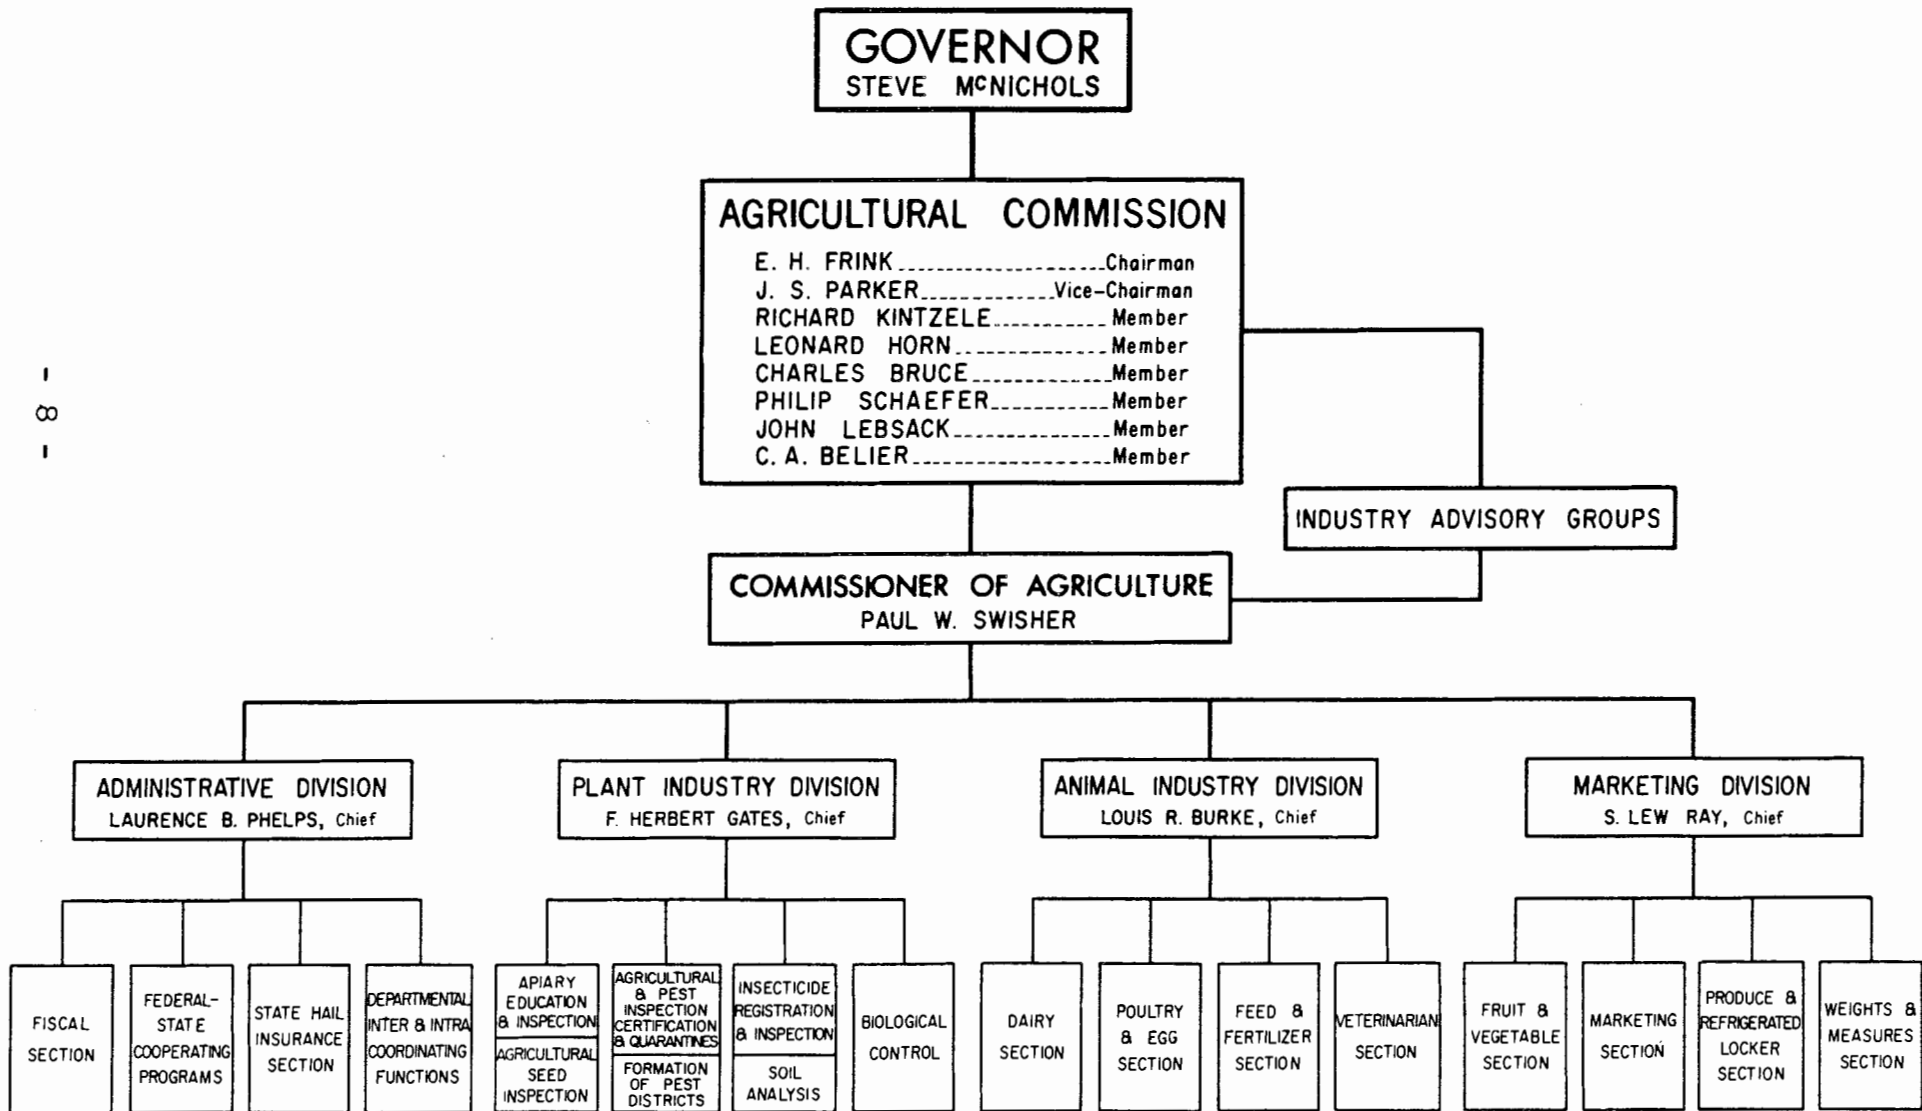 GOVERNOR
STEVE McNICHOLS
AGRICULTURAL COMMISSION
E. H. FRINK Chairman
J. S. PARKER Vice-Chairman
RICHARD KINTZELE Member
LEONARD HORN Member
CHARLES BRUCE Member
PHILIP SCHAEFER Member
JOHN LEBSACK Member
C. A. BELIER Member
- 8 -
INDUSTRY ADVISORY GROUPS
COMMISSIONER OF AGRICULTURE
PAUL W. SWISHER
ADMINISTRATIVE DIVISION
LAURENCE B. PHELPS, Chief
PLANT INDUSTRY DIVISION
F. HERBERT GATES, Chief
ANIMAL INDUSTRY DIVISION
LOUIS R. BURKE, Chief
MARKETING DIVISION
S. LEW RAY, Chief
FISCAL
SECTION
FEDERAL-
STATE
COOPERATING
PROGRAMS
STATE HAIL
INSURANCE
SECTION
DEPARTMENTAL
INTER & INTRA
COORDINATING
FUNCTIONS
APIARY
EDUCATION
& INSPECTION
AGRICULTURAL
SEED
INSPECTION
AGRICULTURAL
& PEST
INSPECTION
CERTIFICATION
& QUARANTINES
FORMATION
OF PEST
DISTRICTS
INSECTICIDE
REGISTRATION
& INSPECTION
SOIL
ANALYSIS
BIOLOGICAL
CONTROL
DAIRY
SECTION
POULTRY
& EGG
SECTION
FEED &
FERTILIZER
SECTION
VETERINARIAN
SECTION
FRUIT &
VEGETABLE
SECTION
MARKETING
SECTION
PRODUCE &
REFRIGERATED
LOCKER
SECTION
WEIGHTS &
MEASURES
SECTION